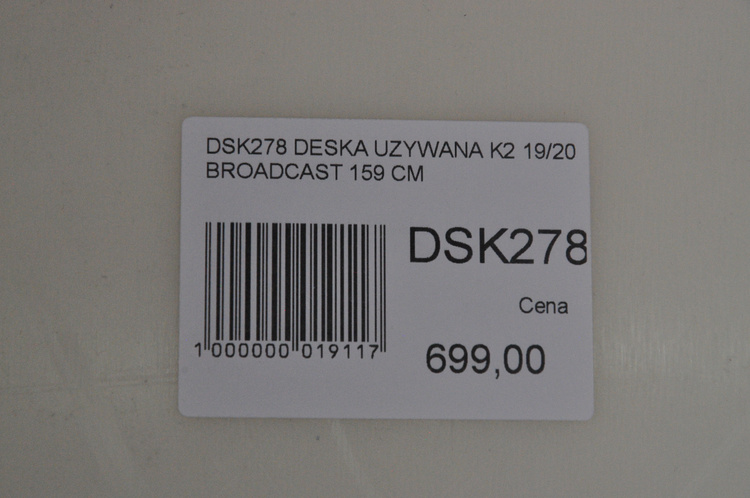 DSK278 DESKA UZYWANA K2 19/20
BROADCAST 159 CM
DSK278
Cena
1 000000 019117
699,00